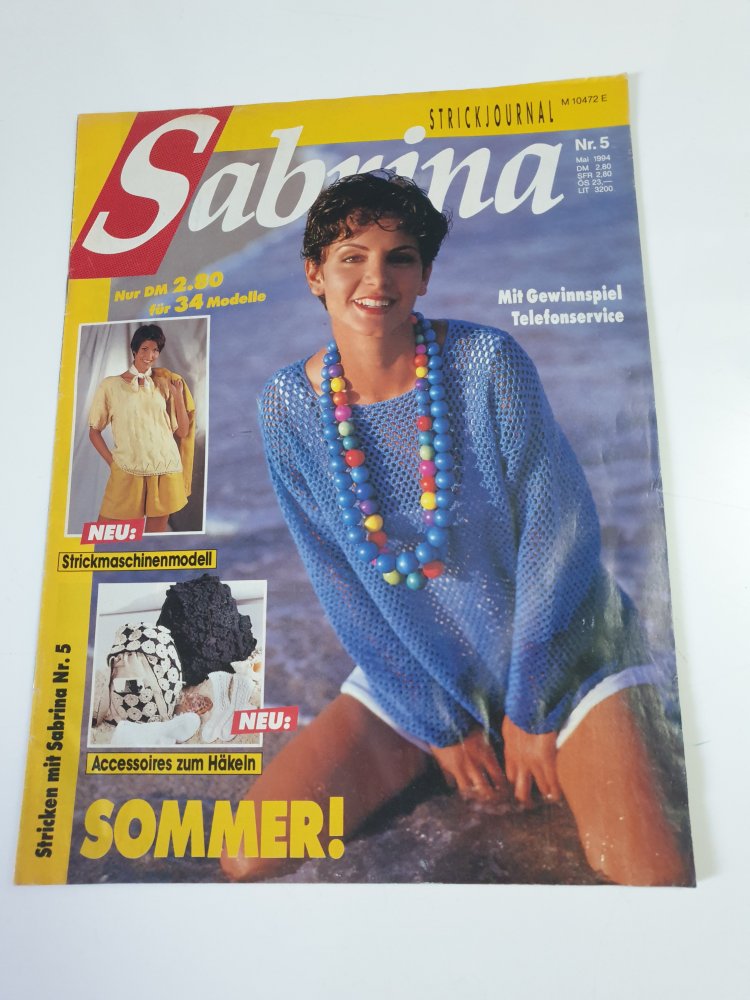 STRICKJOURNAL
M 10472 E
Sabrina
Nr. 5
Mai 1994
DM 2.80
SFR 2,80
ÖS 23,—
LIT 3200
Nur DM 2.80
für 34 Modelle
Mit Gewinnspiel
Telefonservice
NEU:
Strickmaschinenmodell
NEU:
Accessoires zum Häkeln
SOMMER!
Stricken mit Sabrina Nr. 5